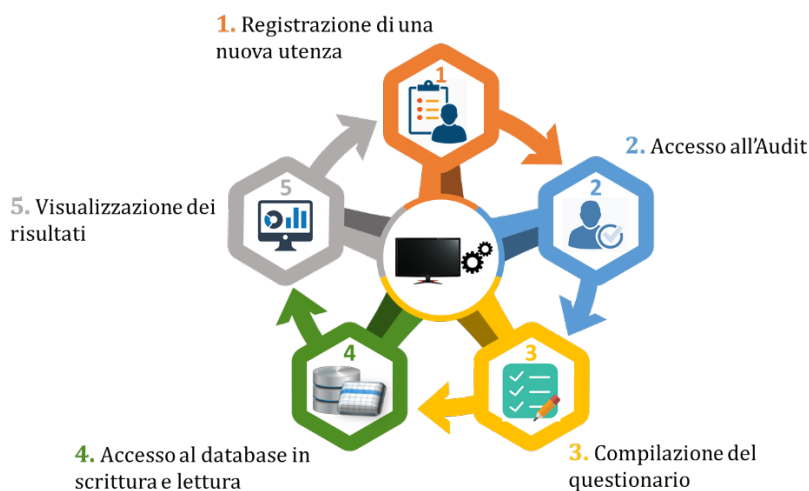 1. Registrazione di una
nuova utenza
1
2. Accesso all'Audit
2
3
3. Compilazione del
questionario
4
4. Accesso al database in
scrittura e lettura
5
5. Visualizzazione dei
risultati